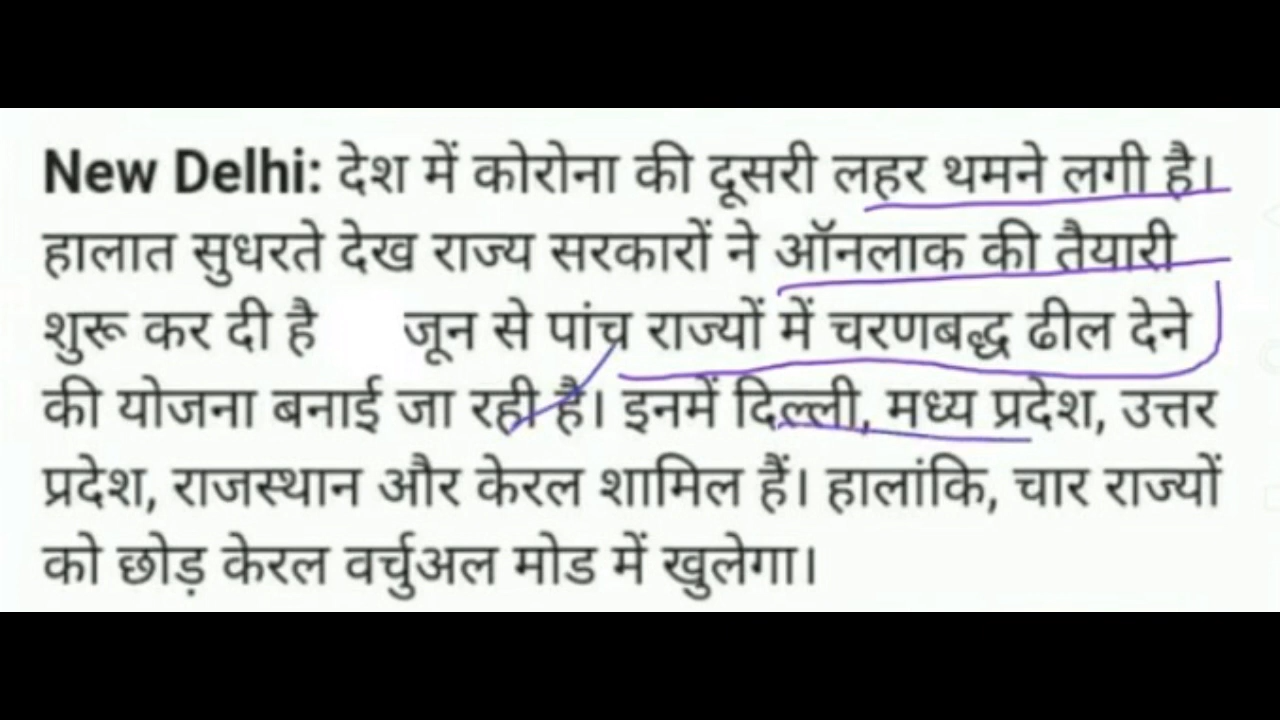 New Delhi: देश में कोरोना की दूसरी लहर थमने लगी है।
हालात सुधरते देख राज्य सरकारों ने ऑनलाक की तैयारी
शुरू कर दी है जून से पांच राज्यों में चरणबद्ध ढील देने
की योजना बनाई जा रही है। इनमें दिल्ली, मध्य प्रदेश, उत्तर
प्रदेश, राजस्थान और केरल शामिल हैं। हालांकि, चार राज्यों
को छोड़ केरल वर्चुअल मोड में खुलेगा।